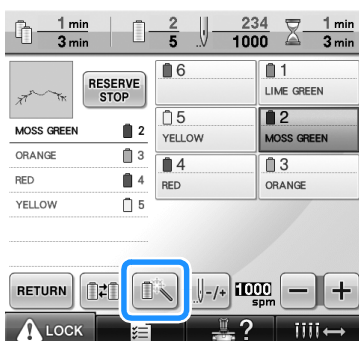 1 min
3 min
2
5
234
1000
1 min
3 min
RESERVE
STOP
MOSS GREEN 2
ORANGE 3
RED 4
YELLOW 5
6
1
LIME GREEN
5
YELLOW
2
MOSS GREEN
4
RED
3
ORANGE
RETURN
-/+
1000
spm
− +
LOCK
?